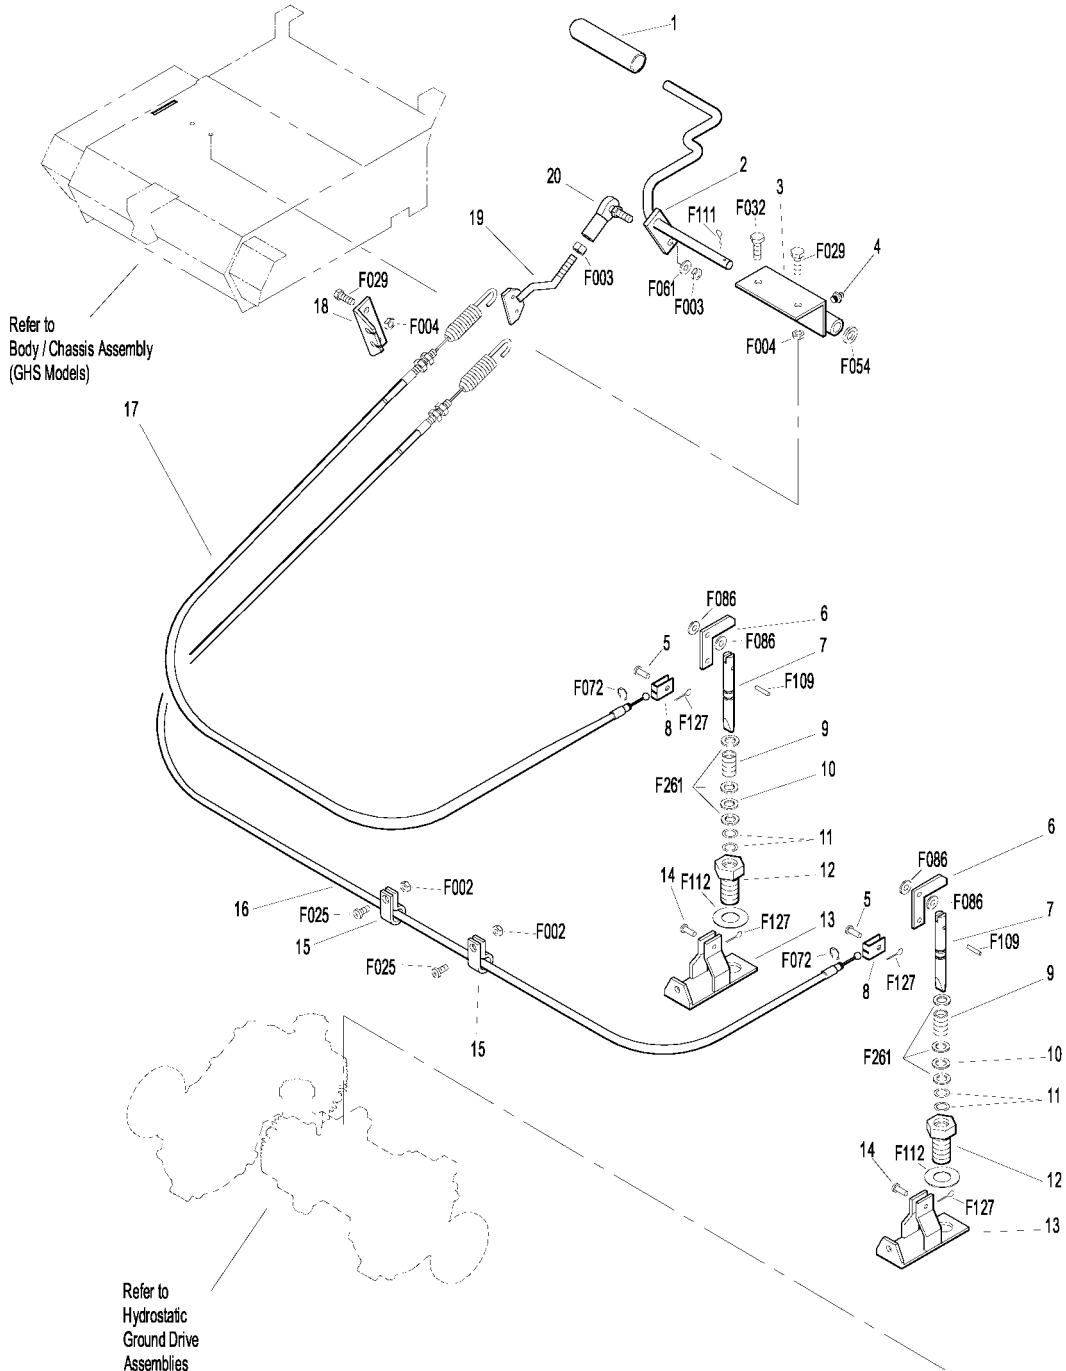 1
20
2
3
F111
F032
19
F029
4
F003
F061
F003
F029
18
F004
F004
F054
Refer to
Body / Chassis Assembly
(GHS Models)
17
F086
6
5
F086
7
F072
F109
8
F127
9
F261
10
11
6
F086
12
14
F112
F002
5
F086
16
F025
7
F127
13
15
F002
F072
F109
F025
8
F127
9
15
F261
10
11
14
F112
12
F127
13
Refer to
Hydrostatic
Ground Drive
Assemblies